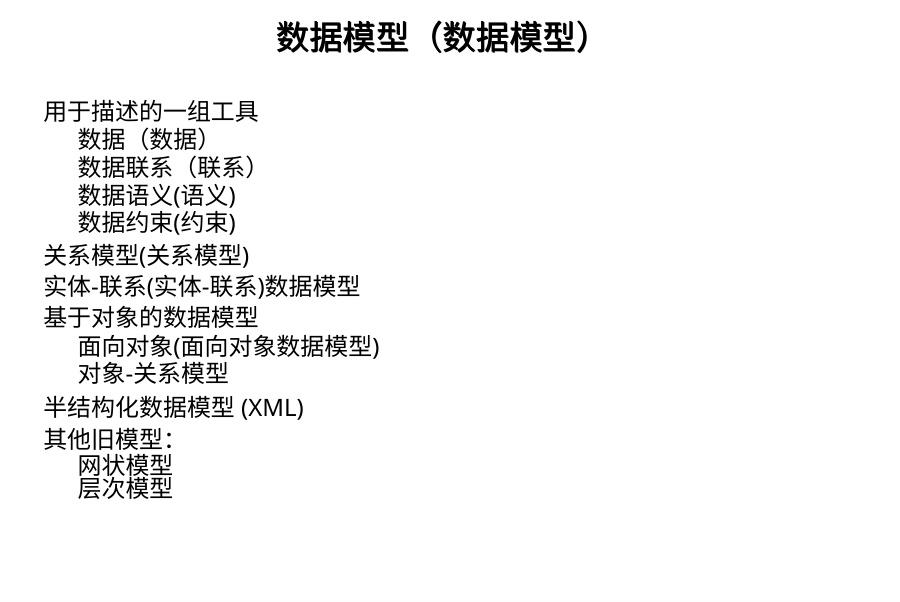 数据模型（数据模型）
用于描述的一组工具
数据（数据）
数据联系（联系）
数据语义(语义)
数据约束(约束)
关系模型(关系模型)
实体-联系(实体-联系)数据模型
基于对象的数据模型
面向对象(面向对象数据模型)
对象-关系模型
半结构化数据模型 (XML)
其他旧模型：
网状模型
层次模型